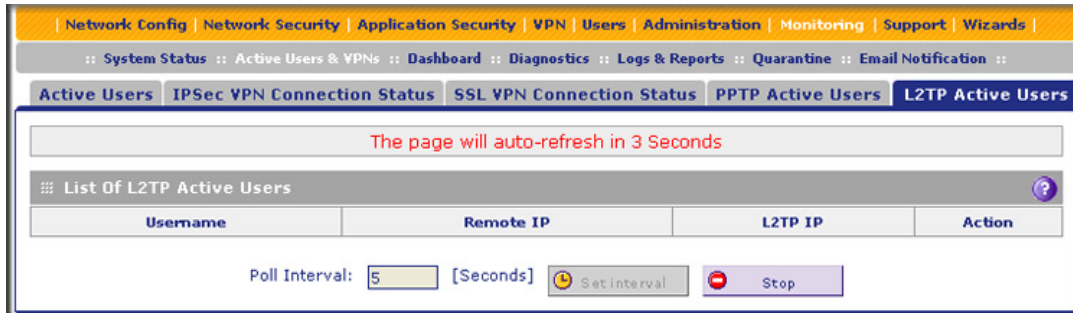 | Network Config | Network Security | Application Security | VPN | Users | Administration | Monitoring | Support | Wizards |
:: System Status :: Active Users & VPNs :: Dashboard :: Diagnostics :: Logs & Reports :: Quarantine :: Email Notification ::
Active Users IPSec VPN Connection Status SSL VPN Connection Status PPTP Active Users L2TP Active Users
The page will auto-refresh in 3 Seconds
List Of L2TP Active Users ?
Username Remote IP L2TP IP Action
Poll Interval: 5 [Seconds] Set interval Stop